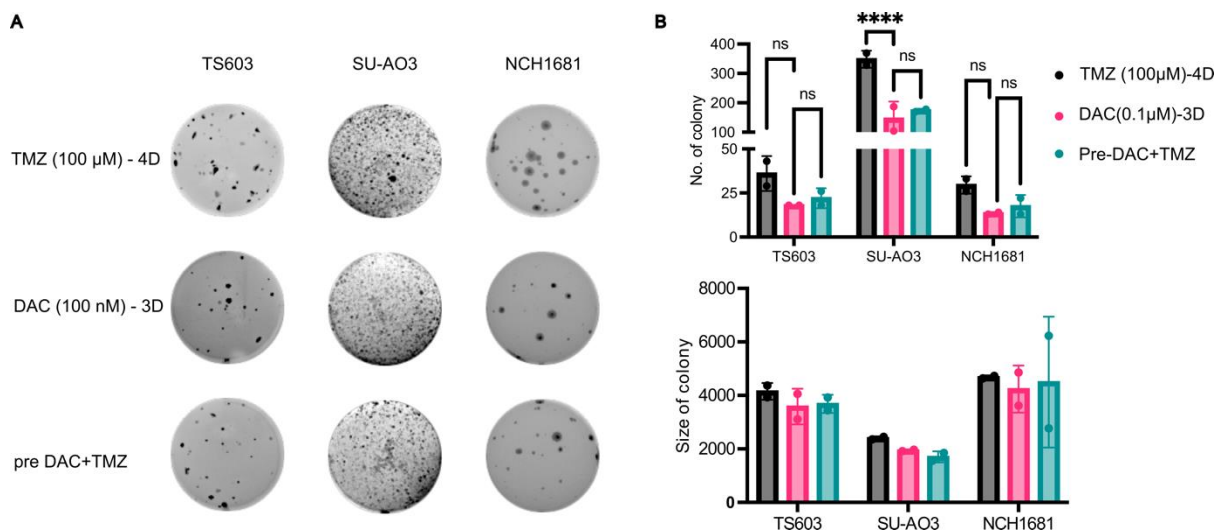 A
TS603
SU-AO3
NCH1681
TMZ (100 µM) - 4D
DAC (100 nM) - 3D
pre DAC+TMZ
B
No. of colony
400
300
200
100
50
25
0
ns
ns
****
ns
ns
ns
TS603
SU-AO3
NCH1681
TMZ (100µM)-4D
DAC(0.1µM)-3D
Pre-DAC+TMZ
Size of colony
8000
6000
4000
2000
0
TS603
SU-AO3
NCH1681